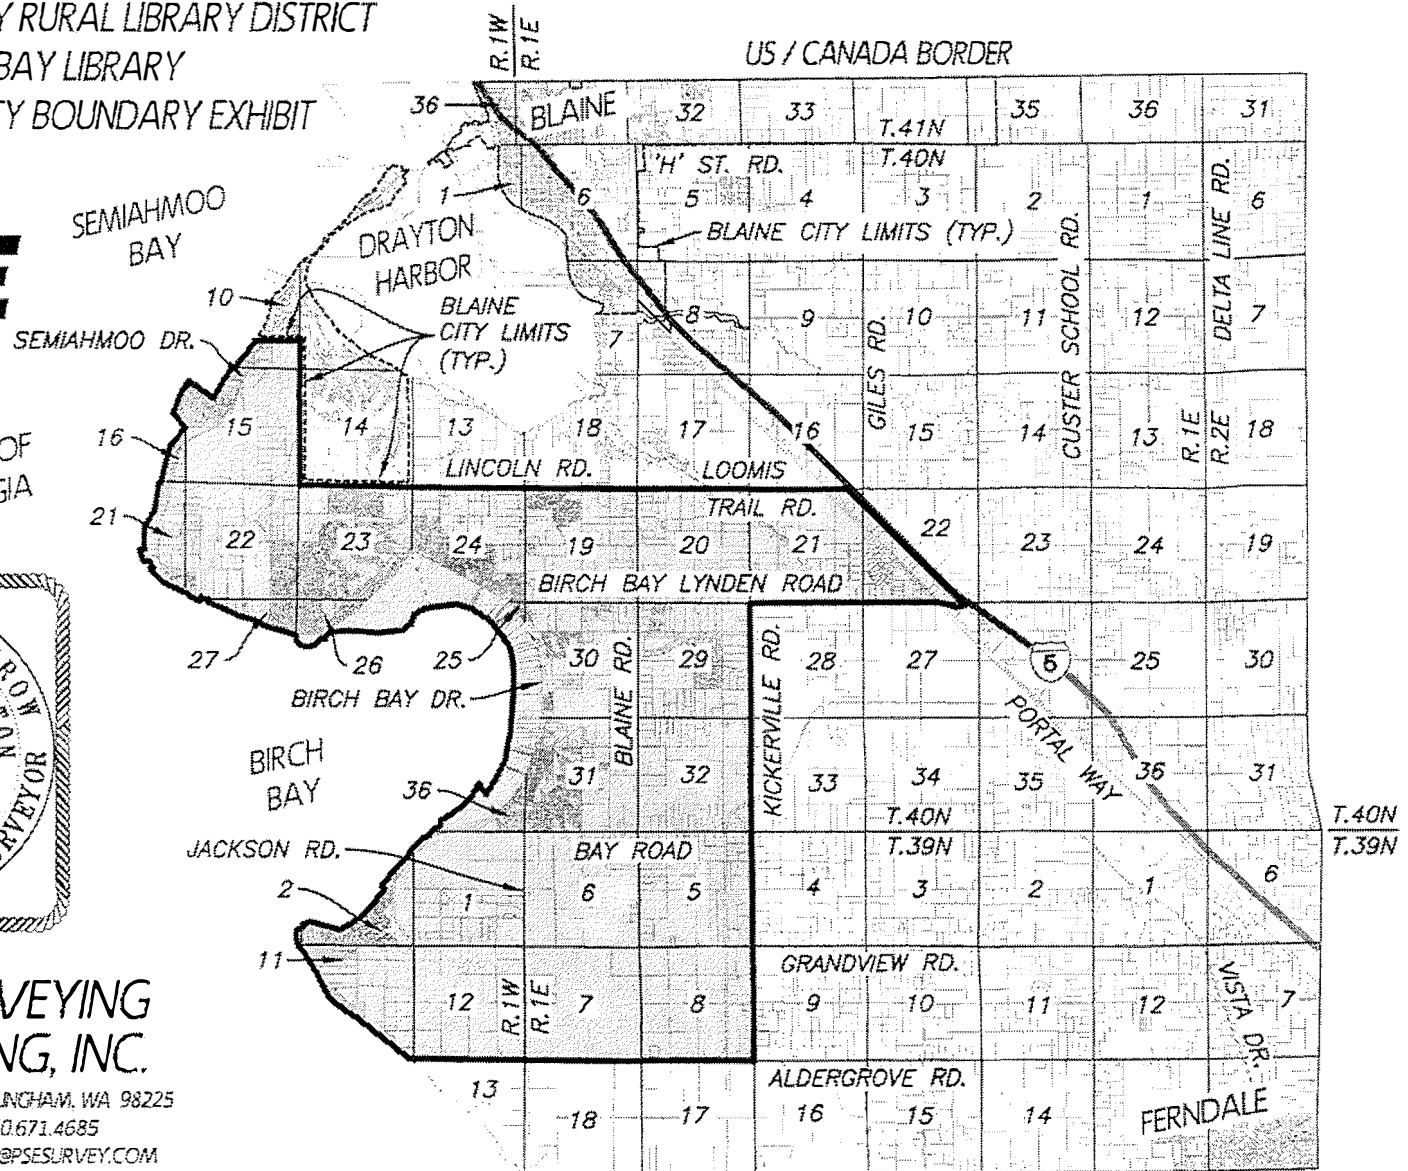 Y RURAL LIBRARY DISTRICT
BAY LIBRARY
TY BOUNDARY EXHIBIT
R.1W
R.1E
US / CANADA BORDER
36
BLAINE
32
33
T.41N
35
36
31
T.40N
'H' ST. RD.
1
6
5
4
3
2
1
6
DELTA LINE RD.
SEMIAHMOO
BAY
DRAYTON
HARBOR
BLAINE CITY LIMITS (TYP.)
CUSTER SCHOOL RD.
E
10
BLAINE
CITY LIMITS
(TYP.)
SEMIAHMOO DR.
7
8
9
10
11
12
7
GILES RD.
16
15
14
13
18
17
16
15
14
13
R.1E
R.2E
18
OF
GIA
LINCOLN RD.
LOOMIS
TRAIL RD.
21
22
23
24
19
20
21
22
23
24
19
BIRCH BAY LYNDEN ROAD
27
26
25
30
BLAINE RD.
29
KICKERVILLE RD.
28
27
5
25
30
BIRCH BAY DR.
PORTAL WAY
ROW
TON
SURVEYOR
BIRCH
BAY
36
31
32
33
34
35
36
31
T.40N
T.40N
JACKSON RD.
BAY ROAD
T.39N
T.39N
2
1
6
5
4
3
2
1
6
11
GRANDVIEW RD.
12
R.1W
R.1E
7
8
9
10
11
12
VISTA DR.
7
VEYING
NG, INC.
ALDERGROVE RD.
LINGHAM, WA 98225
0.671.4685
@PSESURVEY.COM
13
18
17
16
15
14
FERNDALE